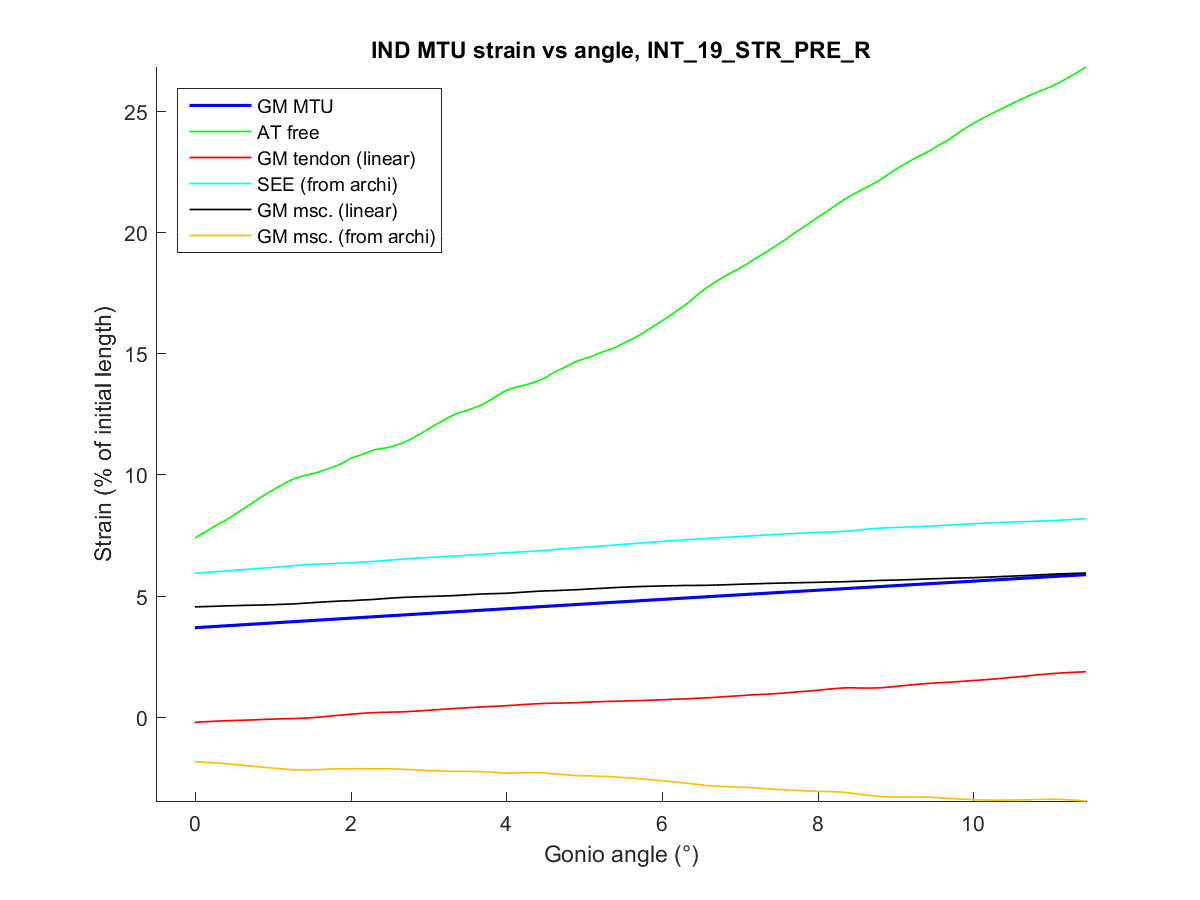 IND MTU strain vs angle, INT_19_STR_PRE_R
GM MTU
AT free
GM tendon (linear)
SEE (from archi)
GM msc. (linear)
GM msc. (from archi)
Strain (% of initial length)
25
20
15
10
5
0
0 2 4 6 8 10
Gonio angle (°)